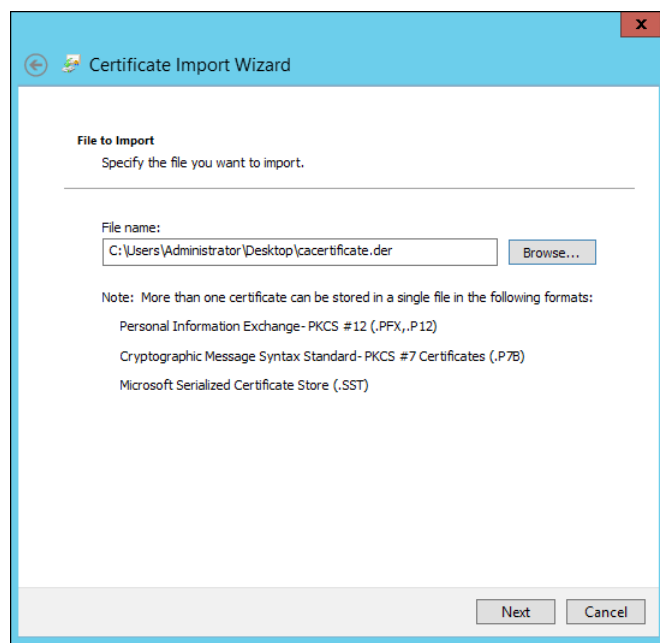 x
Certificate Import Wizard
File to Import
Specify the file you want to import.
File name:
C:\Users\Administrator\Desktop\cacertificate.der
Browse...
Note: More than one certificate can be stored in a single file in the following formats:
Personal Information Exchange- PKCS #12 (.PFX,.P12)
Cryptographic Message Syntax Standard- PKCS #7 Certificates (.P7B)
Microsoft Serialized Certificate Store (.SST)
Next
Cancel